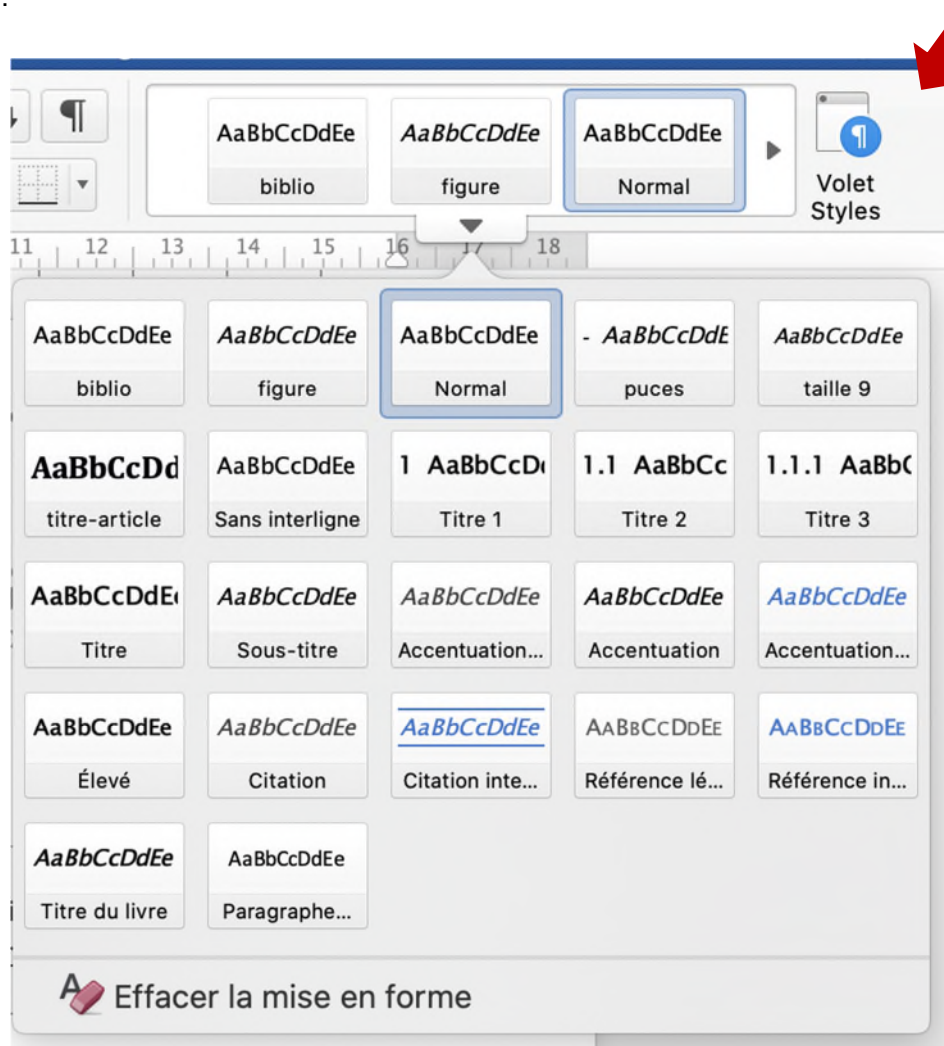 .
¶
AaBbCcDdEe AaBbCcDdEe AaBbCcDdEe
¶
biblio figure Normal
Volet
Styles
11 12 13 14 15 16 17 18
AaBbCcDdEe AaBbCcDdEe AaBbCcDdEe - AaBbCcDdE AaBbCcDdEe
biblio figure Normal puces taille 9
AaBbCcDd AaBbCcDdEe 1 AaBbCcD 1.1 AaBbCc 1.1.1 AaBb
titre-article Sans interligne Titre 1 Titre 2 Titre 3
AaBbCcDdE AaBbCcDdEe AaBbCcDdEe AaBbCcDdEe AaBbCcDdEe
Titre Sous-titre Accentuation... Accentuation Accentuation...
AaBbCcDdEe AaBbCcDdEe AaBbCcDdEe AaBbCcDdEe AaBbCcDdEe
Élevé Citation Citation inte... Référence lé... Référence in...
AaBbCcDdEe AaBbCcDdEe
Titre du livre Paragraphe...
A Effacer la mise en forme